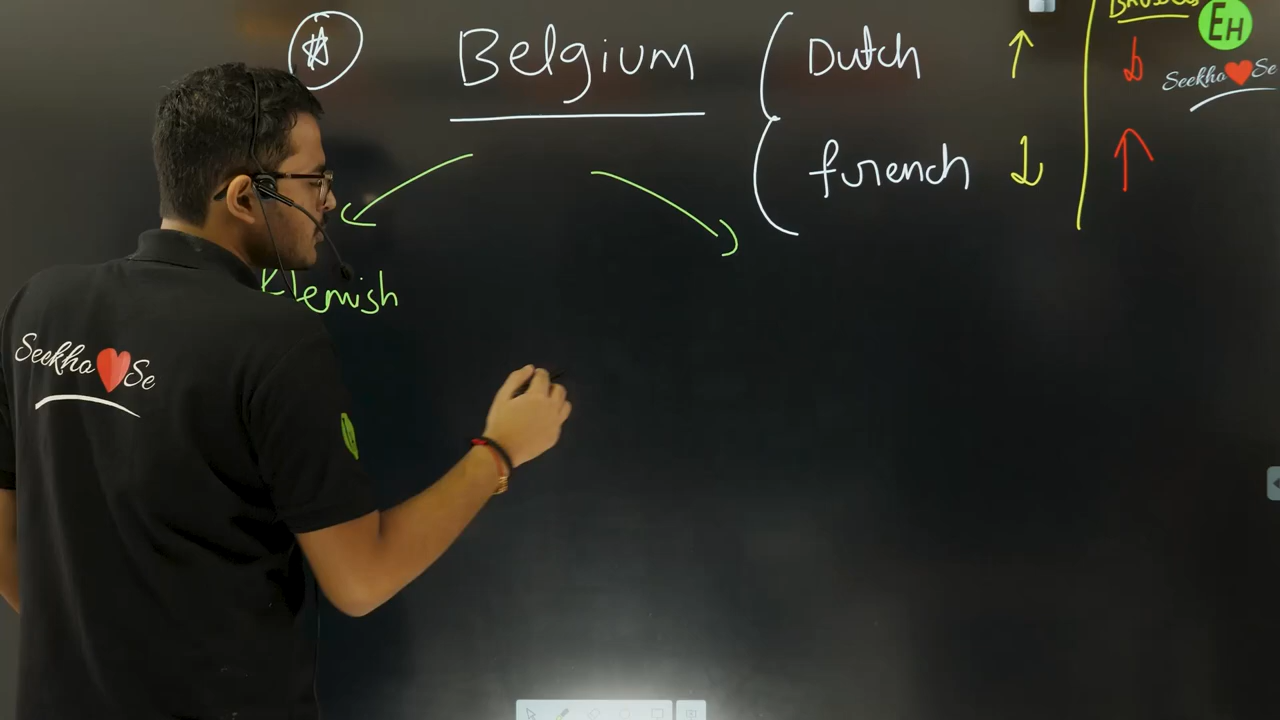 Belgium
Dutch ↑
french ↓
↓
↑
EH
Seekho❤Se
lemish
Seekho❤Se